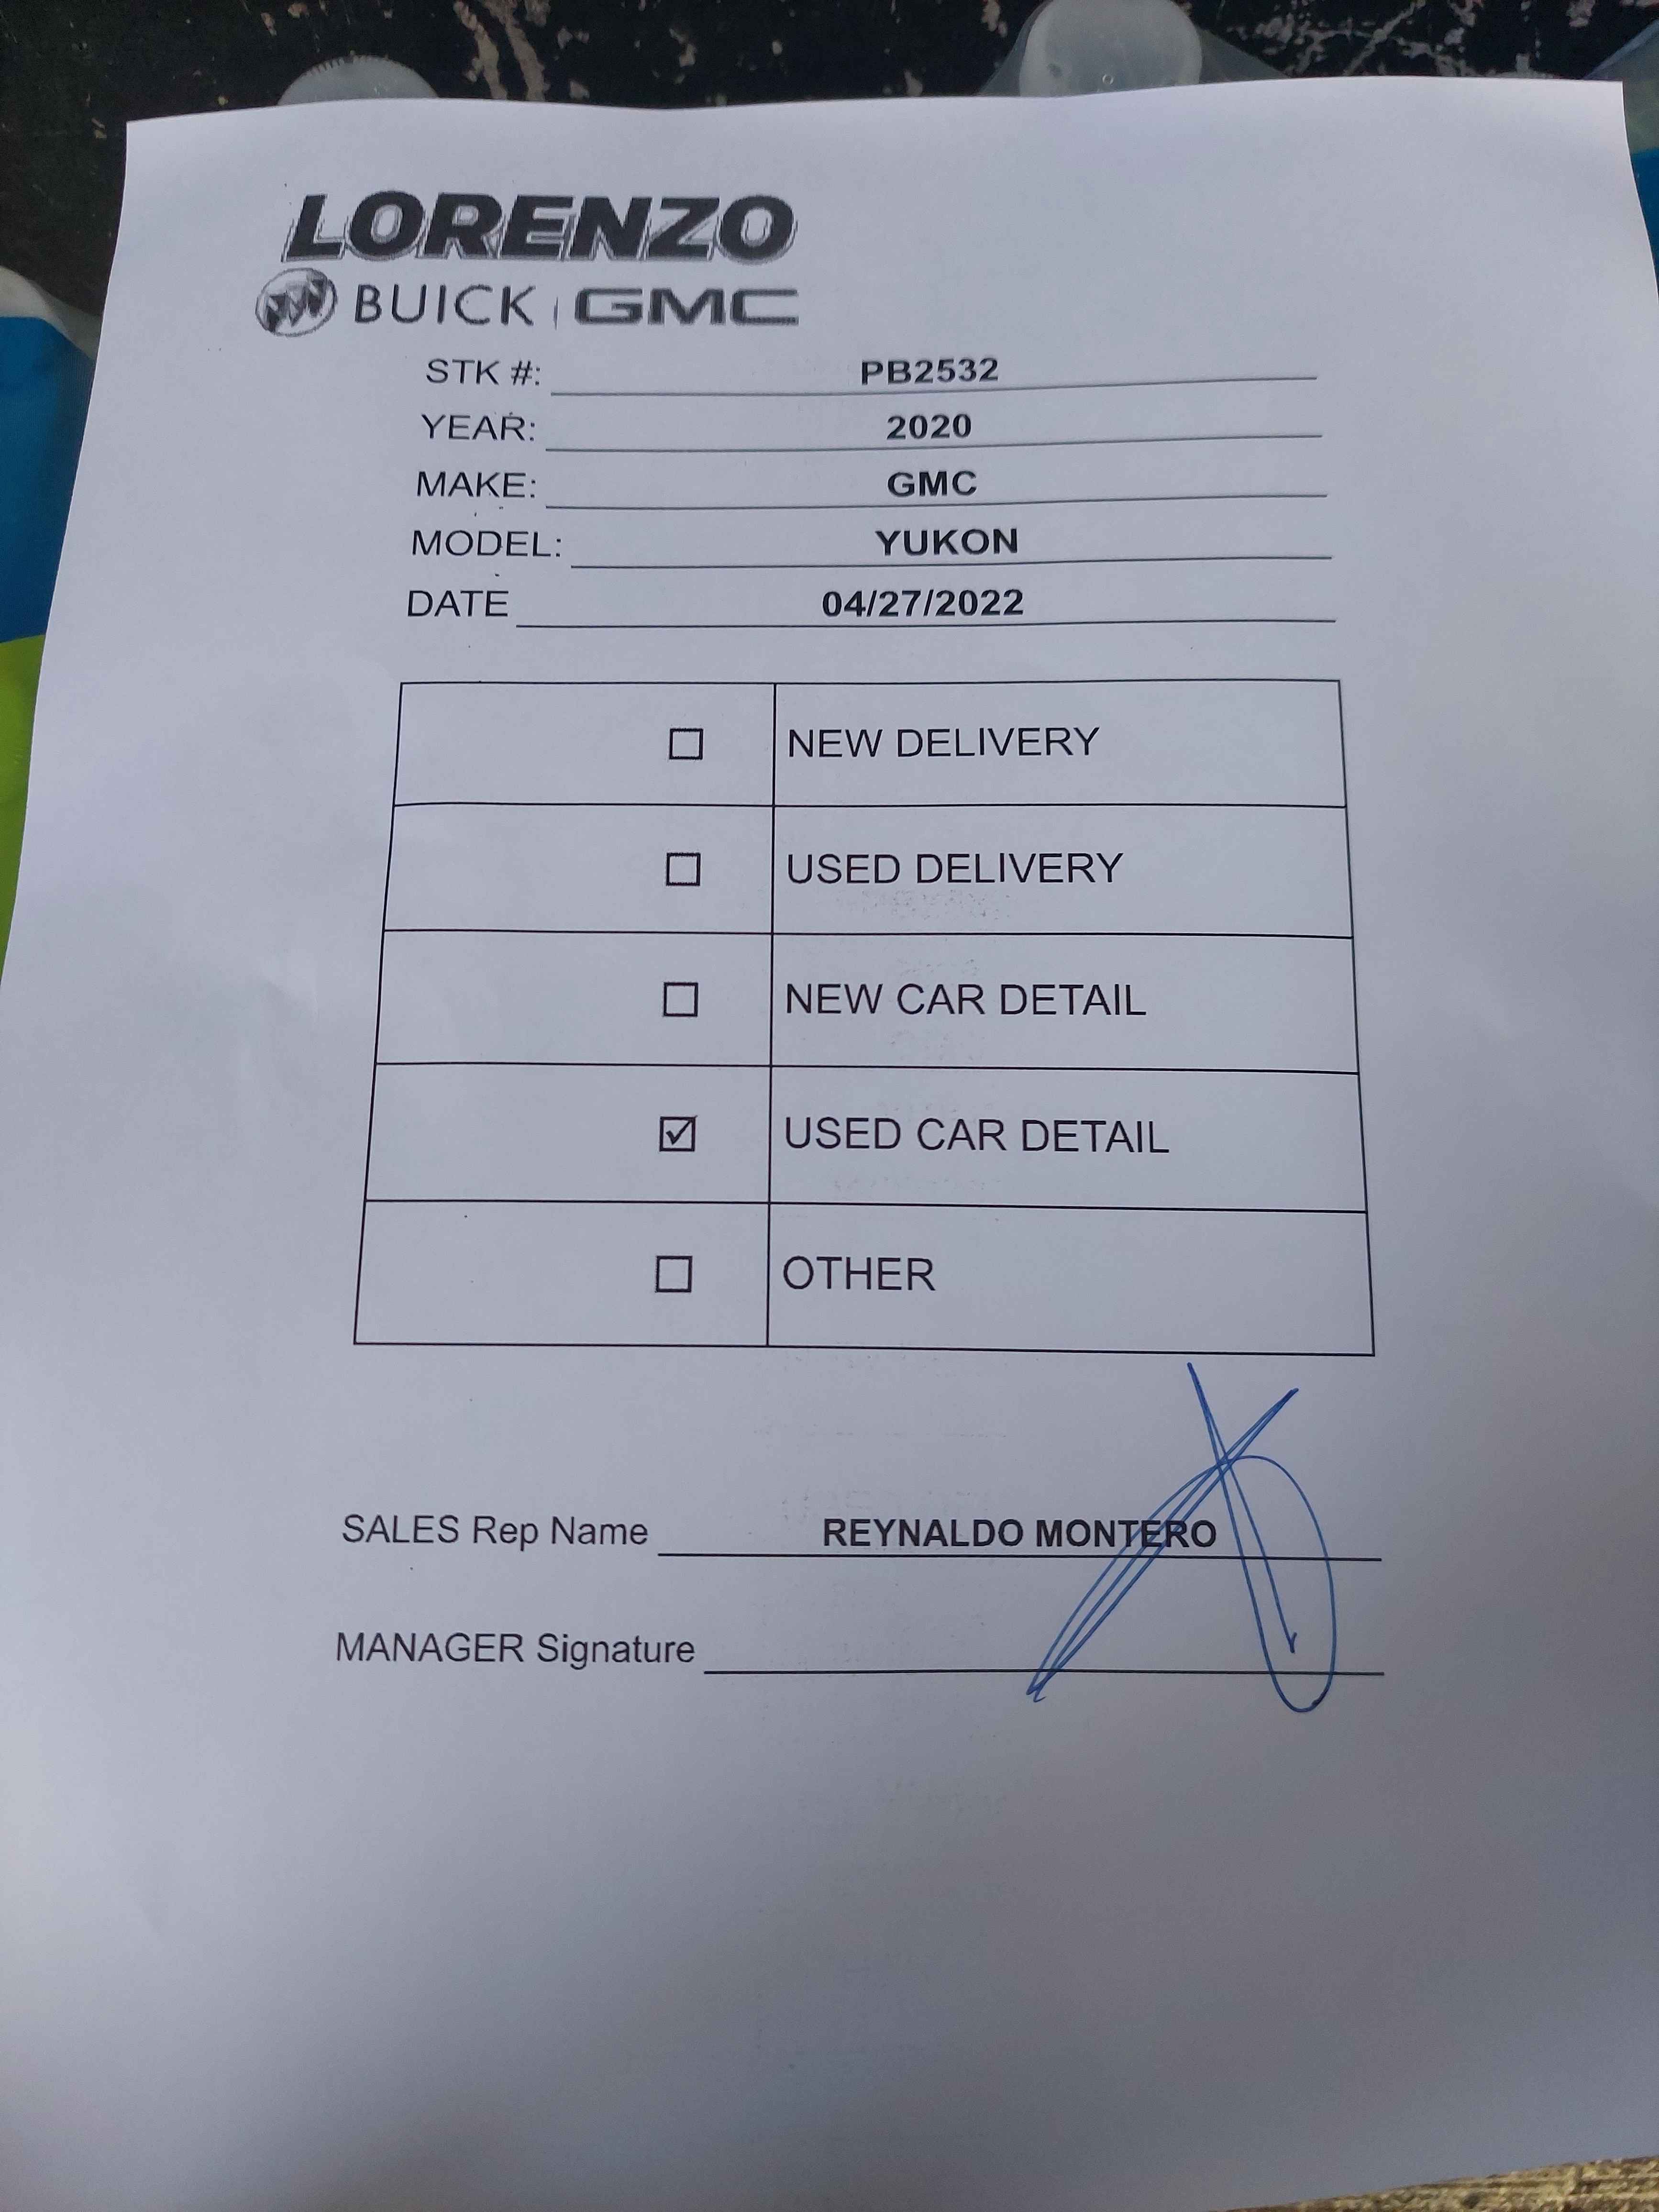 LORENZO
BUICK | GMC
STK #: PB2532
YEAR: 2020
MAKE: GMC
MODEL: YUKON
DATE 04/27/2022
☐ NEW DELIVERY
☐ USED DELIVERY
☐ NEW CAR DETAIL
☑ USED CAR DETAIL
☐ OTHER
SALES Rep Name REYNALDO MONTERO
MANAGER Signature